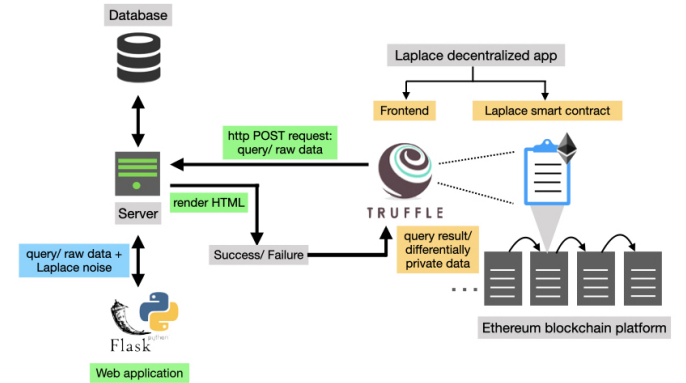 Database
Laplace decentralized app
Frontend
Laplace smart contract
http POST request:
query/ raw data
Server
render HTML
TRUFFLE
query/ raw data +
Laplace noise
Success/ Failure
query result/
differentially
private data
...
python
Flask
Ethereum blockchain platform
Web application